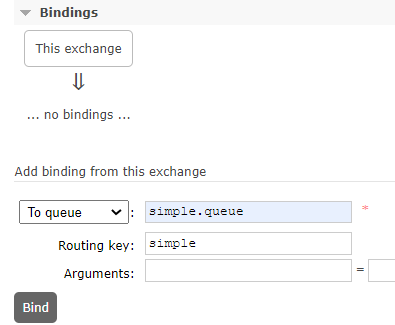 Bindings
This exchange
⇓
... no bindings ...
Add binding from this exchange
To queue : simple.queue *
Routing key: simple
Arguments: =
Bind